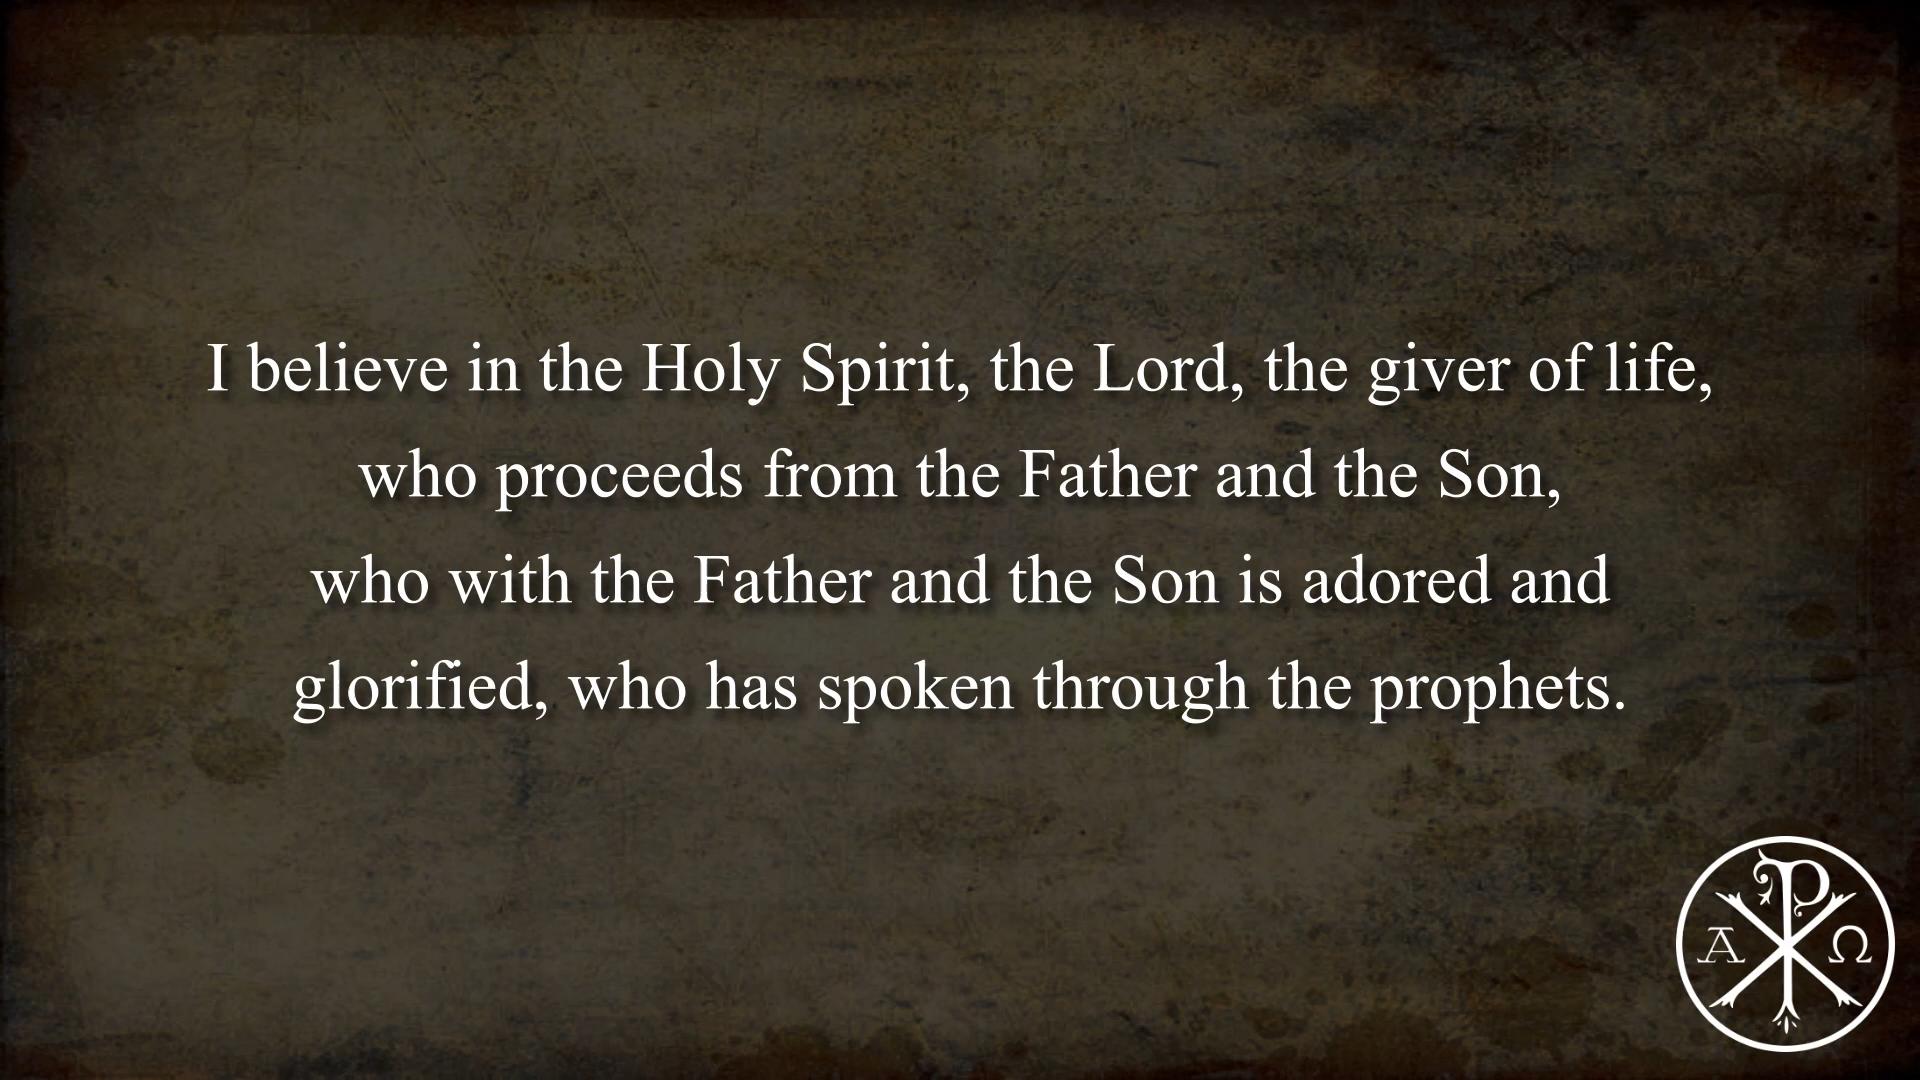 I believe in the Holy Spirit, the Lord, the giver of life,
who proceeds from the Father and the Son,
who with the Father and the Son is adored and
glorified, who has spoken through the prophets.
Α Ω